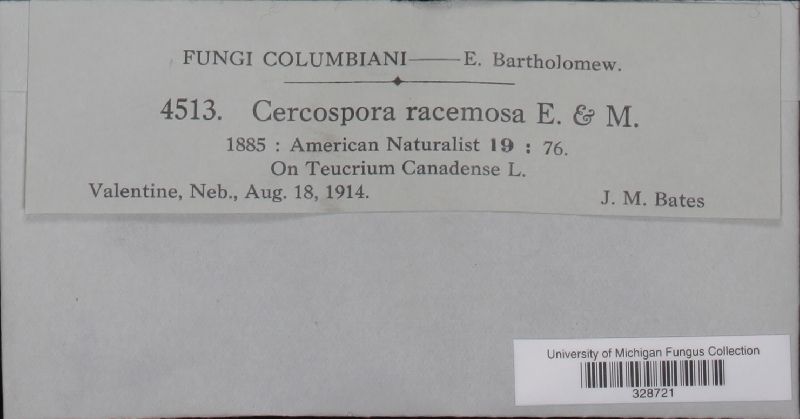 FUNGI COLUMBIANI——E. Bartholomew.
4513. Cercospora racemosa E. & M.
1885 : American Naturalist 19 : 76.
On Teucrium Canadense L.
Valentine, Neb., Aug. 18, 1914. J. M. Bates
University of Michigan Fungus Collection
328721